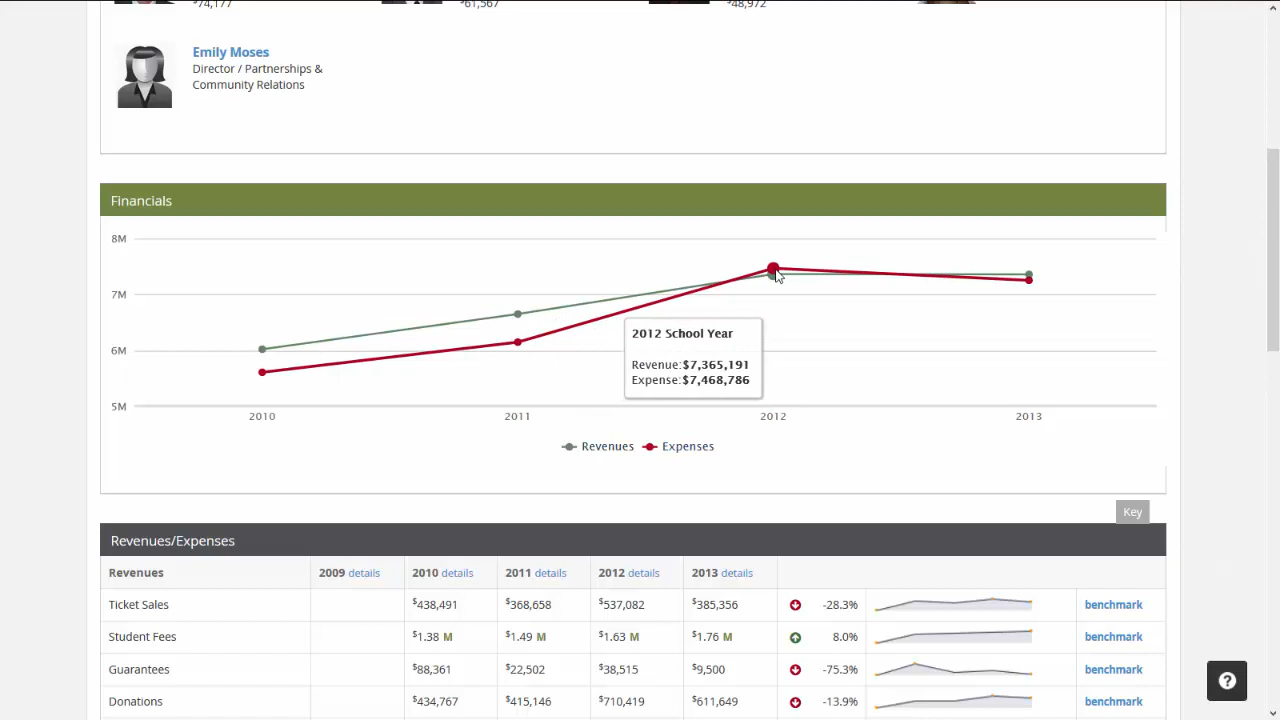 $74,177 $61,567 $48,972
Emily Moses
Director / Partnerships &
Community Relations
Financials
8M
7M
6M
5M
2012 School Year
Revenue:$7,365,191
Expense:$7,468,786
2010 2011 2012 2013
Revenues Expenses
Key
Revenues/Expenses
Revenues 2009 details 2010 details 2011 details 2012 details 2013 details
Ticket Sales $438,491 $368,658 $537,082 $385,356 -28.3% benchmark
Student Fees $1.38 M $1.49 M $1.63 M $1.76 M 8.0% benchmark
Guarantees $88,361 $22,502 $38,515 $9,500 -75.3% benchmark
Donations $434,767 $415,146 $710,419 $611,649 -13.9% benchmark
?